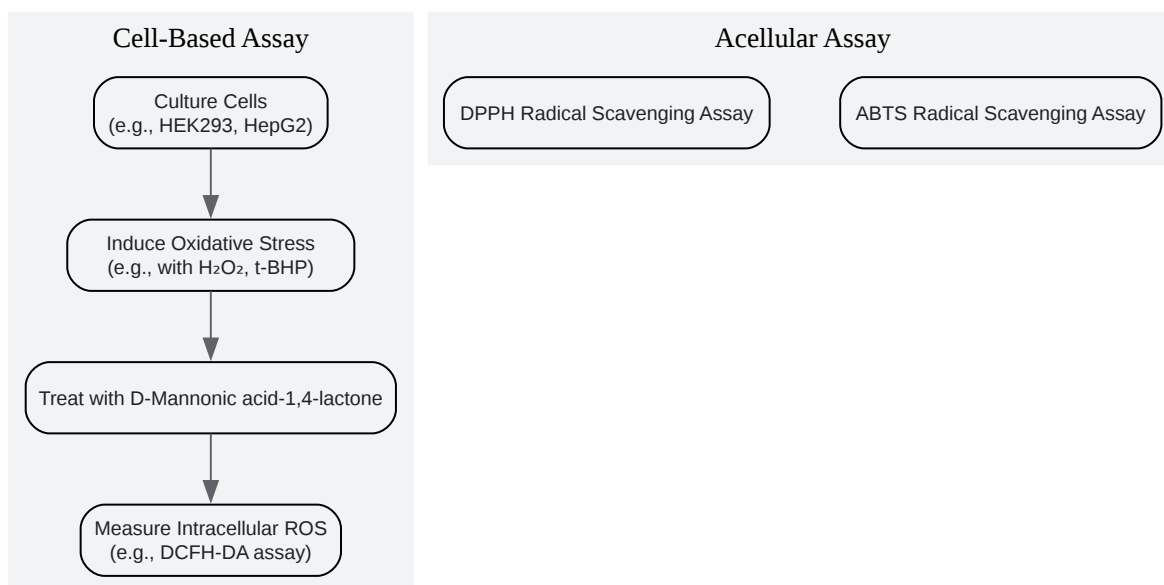 Cell-Based Assay
Culture Cells
(e.g., HEK293, HepG2)
Induce Oxidative Stress
(e.g., with H₂O₂, t-BHP)
Treat with D-Mannonic acid-1,4-lactone
Measure Intracellular ROS
(e.g., DCFH-DA assay)
Acellular Assay
DPPH Radical Scavenging Assay
ABTS Radical Scavenging Assay